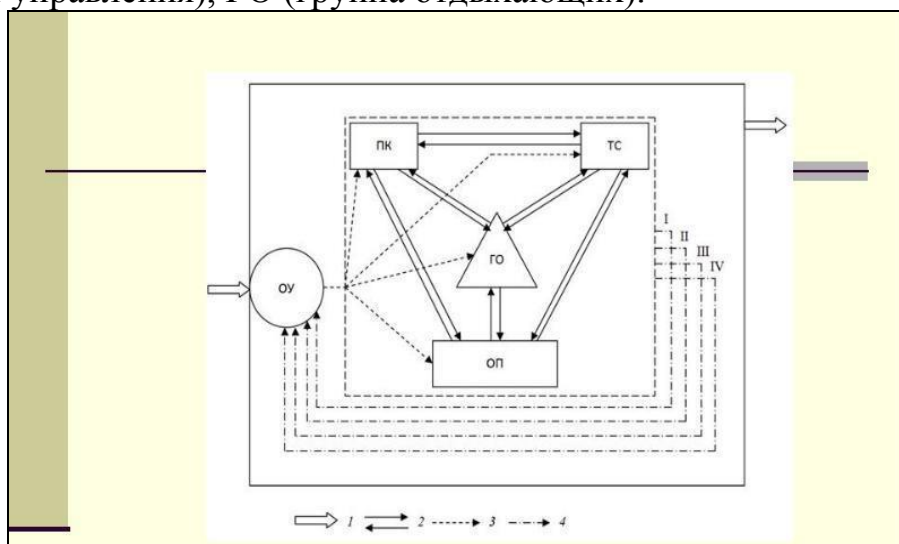 управления), ГО (группа отдыхающих).
ПК
ТС
I
II
III
IV
ГО
ОУ
ОП
1 2 3 4